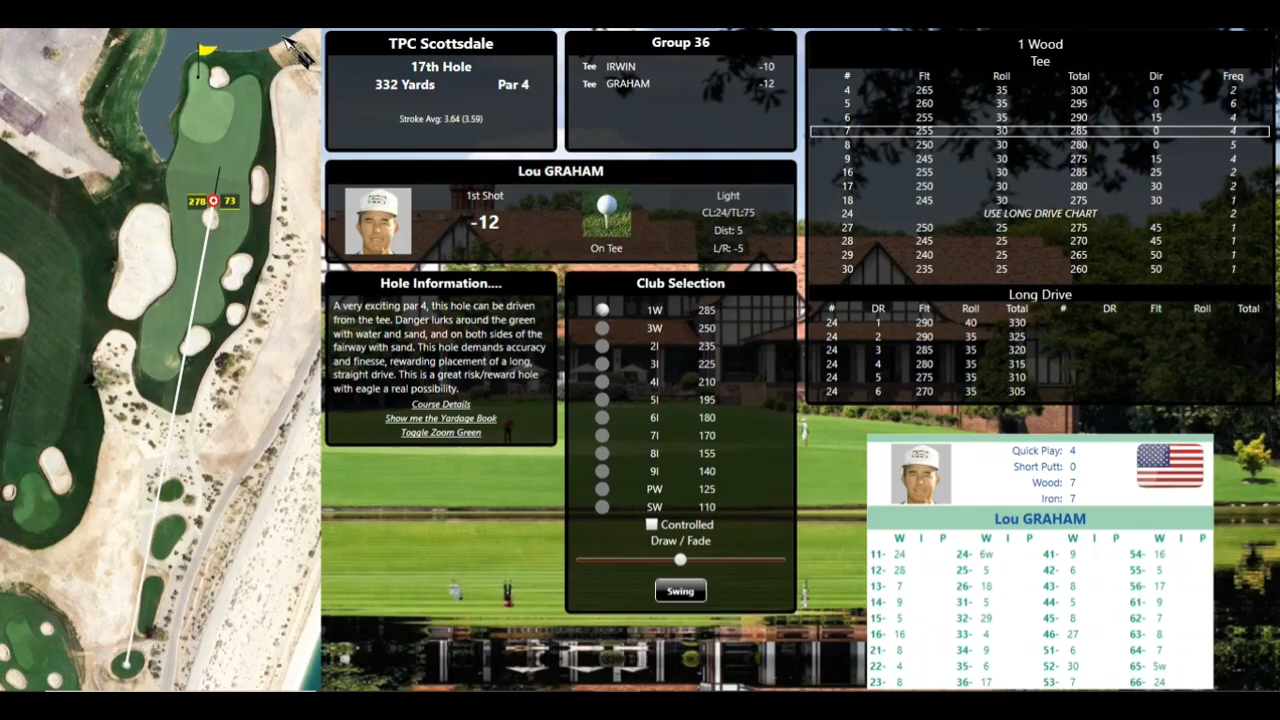 278 73
TPC Scottsdale
17th Hole
332 Yards Par 4
Stroke Avg: 3.64 (3.59)
Group 36
Tee IRWIN -10
Tee GRAHAM -12
Lou GRAHAM
1st Shot
-12
On Tee
Light
CL:24/TL:75
Dist: 5
L/R: -5
Hole Information....
A very exciting par 4, this hole can be driven
from the tee. Danger lurks around the green
with water and sand, and on both sides of the
fairway with sand. This hole demands accuracy
and finesse, rewarding placement of a long,
straight drive. This is a great risk/reward hole
with eagle a real possibility.
Course Details
Show me the Yardage Book
Toggle Zoom Green
Club Selection
1W 285
3W 250
2I 235
3I 225
4I 210
5I 195
6I 180
7I 170
8I 155
9I 140
PW 125
SW 110
Controlled
Draw / Fade
Swing
1 Wood
Tee
# Flt Roll Total Dir Freq
4 265 35 300 0 2
5 260 35 295 0 6
6 255 35 290 15 4
7 255 30 285 0 4
8 250 30 280 0 5
9 245 30 275 15 4
16 255 30 285 25 2
17 250 30 280 30 2
18 245 30 275 30 1
24 USE LONG DRIVE CHART 2
27 250 25 275 45 1
28 245 25 270 45 1
29 240 25 265 50 1
30 235 25 260 50 1
Long Drive
# DR Flt Roll Total # DR Flt Roll Total
24 1 290 40 330
24 2 290 35 325
24 3 285 35 320
24 4 280 35 315
24 5 275 35 310
24 6 270 35 305
Quick Play: 4
Short Putt: 0
Wood: 7
Iron: 7
Lou GRAHAM
W I P W I P W I P W I P
11- 24 24- 6w 41- 9 54- 16
12- 28 25- 5 42- 6 55- 5
13- 7 26- 18 43- 8 56- 17
14- 9 31- 5 44- 5 61- 9
15- 5 32- 29 45- 8 62- 7
16- 16 33- 4 46- 27 63- 8
21- 8 34- 9 51- 6 64- 7
22- 4 35- 6 52- 30 65- 5w
23- 8 36- 17 53- 7 66- 24